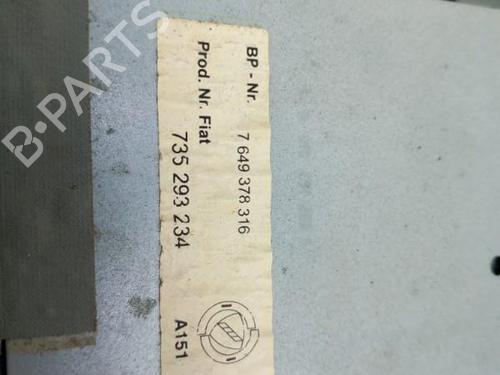 BP - Nr. 7 649 378 316
Prod. Nr. Fiat 735 293 234 A151
B-PARTS